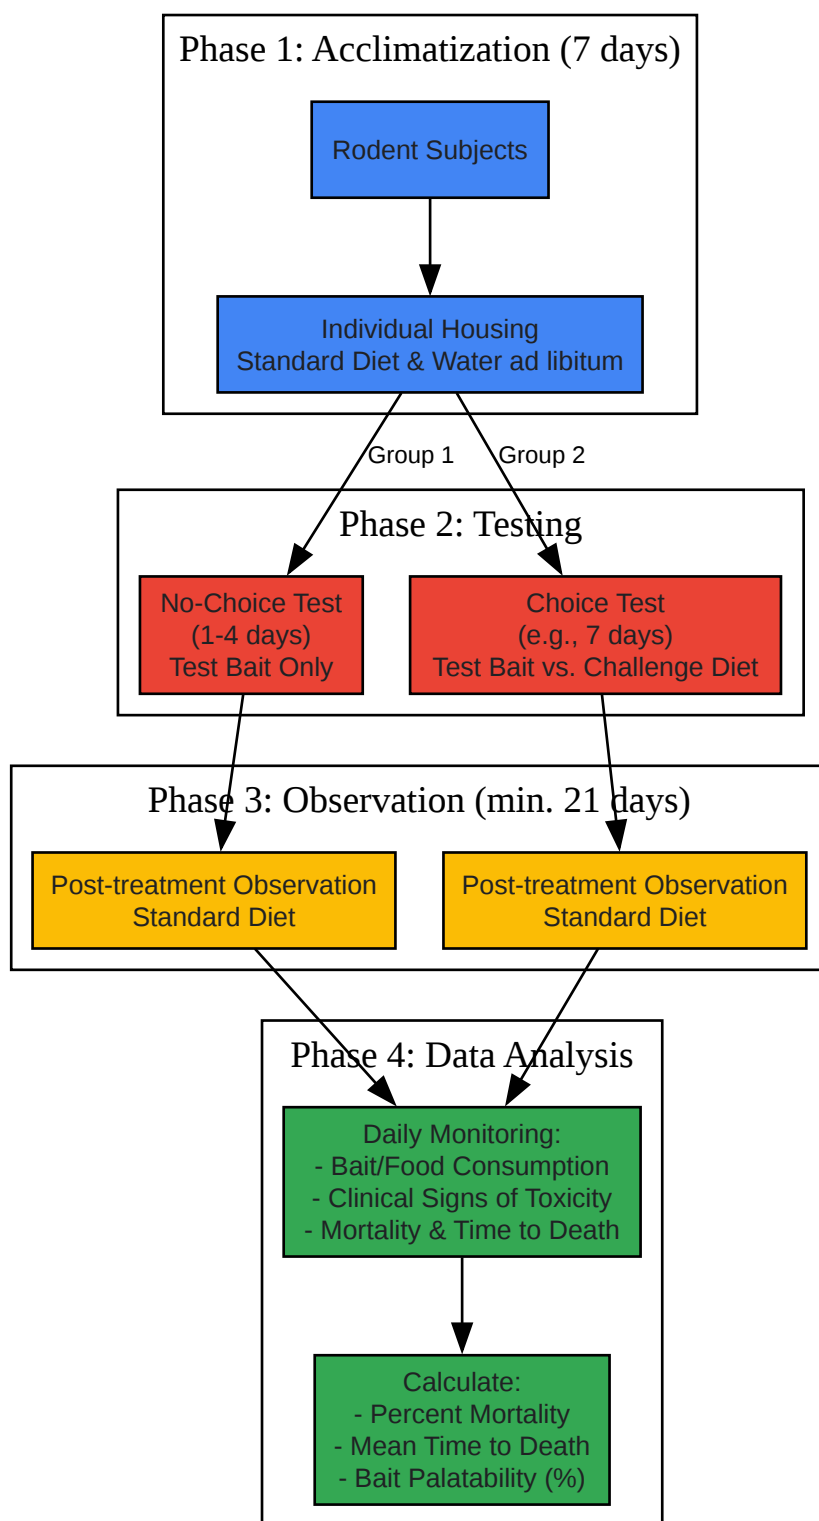 Phase 1: Acclimatization (7 days)
Rodent Subjects
Individual Housing
Standard Diet & Water ad libitum
Group 1
Group 2
Phase 2: Testing
No-Choice Test
(1-4 days)
Test Bait Only
Choice Test
(e.g., 7 days)
Test Bait vs. Challenge Diet
Phase 3: Observation (min. 21 days)
Post-treatment Observation
Standard Diet
Post-treatment Observation
Standard Diet
Phase 4: Data Analysis
Daily Monitoring:
- Bait/Food Consumption
- Clinical Signs of Toxicity
- Mortality & Time to Death
Calculate:
- Percent Mortality
- Mean Time to Death
- Bait Palatability (%)